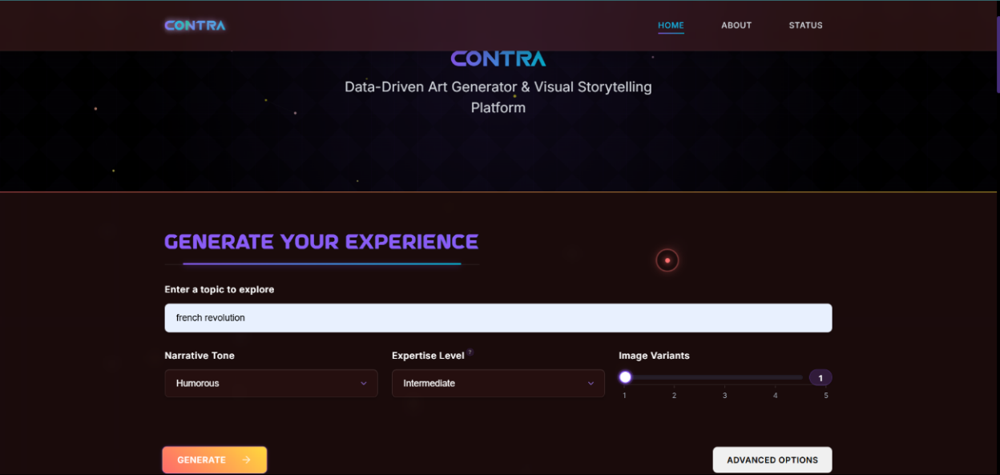 CONTRA
HOME
ABOUT
STATUS
CONTRA
Data-Driven Art Generator & Visual Storytelling
Platform
GENERATE YOUR EXPERIENCE
Enter a topic to explore
french revolution
Narrative Tone
Expertise Level ?
Image Variants
Humorous
Intermediate
1
1
2
3
4
5
GENERATE →
ADVANCED OPTIONS